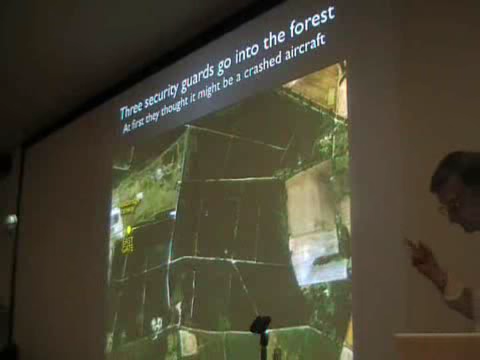 Three security guards go into the forest
At first they thought it might be a crashed aircraft